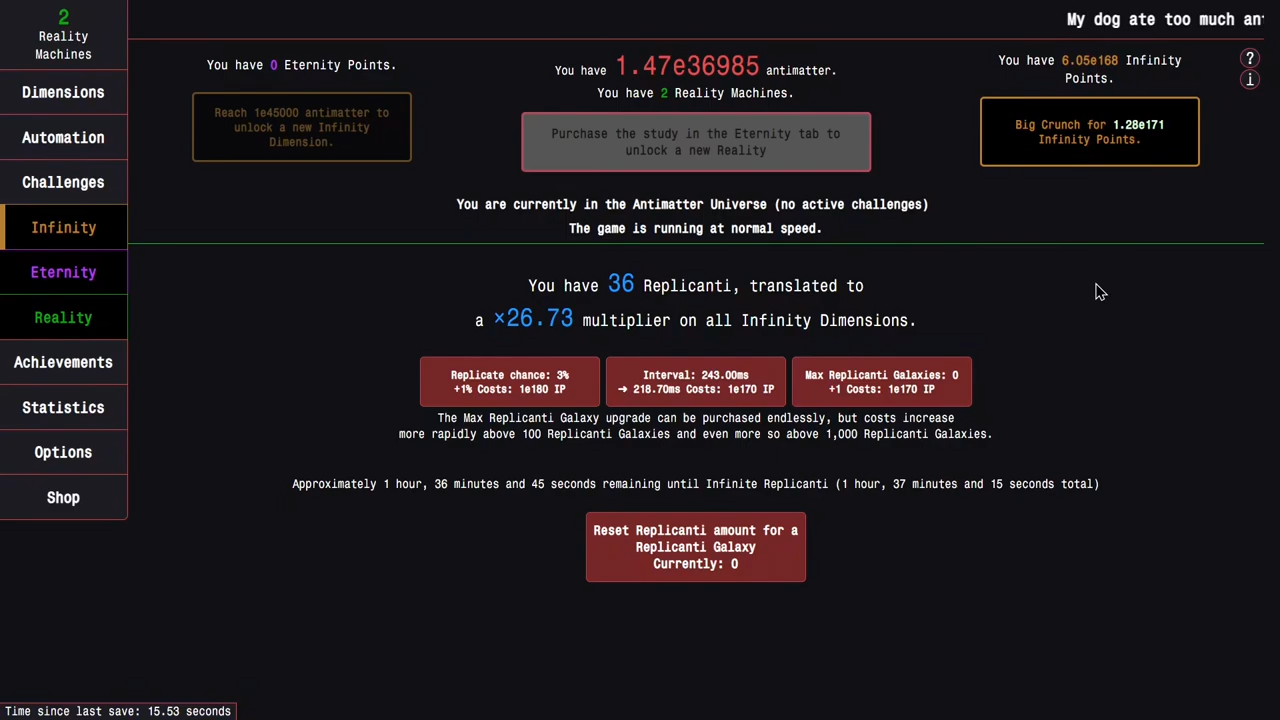 2
Reality
Machines
Dimensions
Automation
Challenges
Infinity
Eternity
Reality
Achievements
Statistics
Options
Shop
My dog ate too much
You have 0 Eternity Points.
Reach 1e45000 antimatter to
unlock a new Infinity
Dimension.
You have 1.47e36985 antimatter.
You have 2 Reality Machines.
Purchase the study in the Eternity tab to
unlock a new Reality
You have 6.05e168 Infinity
Points.
Big Crunch for 1.28e171
Infinity Points.
?
i
You are currently in the Antimatter Universe (no active challenges)
The game is running at normal speed.
You have 36 Replicanti, translated to
a ×26.73 multiplier on all Infinity Dimensions.
Replicate chance: 3%
+1% Costs: 1e180 IP
Interval: 243.00ms
➜ 218.70ms Costs: 1e170 IP
Max Replicanti Galaxies: 0
+1 Costs: 1e170 IP
The Max Replicanti Galaxy upgrade can be purchased endlessly, but costs increase
more rapidly above 100 Replicanti Galaxies and even more so above 1,000 Replicanti Galaxies.
Approximately 1 hour, 36 minutes and 45 seconds remaining until Infinite Replicanti (1 hour, 37 minutes and 15 seconds total)
Reset Replicanti amount for a
Replicanti Galaxy
Currently: 0
Time since last save: 15.53 seconds